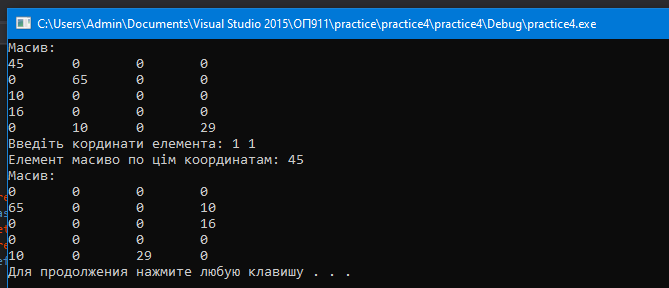 C:\Users\Admin\Documents\Visual Studio 2015\ОП911\practice\practice4\practice4\Debug\practice4.exe
Масив:
45 0 0 0
0 65 0 0
10 0 0 0
16 0 0 0
0 10 0 29
Введіть кординати елемента: 1 1
Елемент масиво по цім координатам: 45
Масив:
0 0 0 0
65 0 0 10
0 0 0 16
0 0 0 0
10 0 29 0
Для продолжения нажмите любую клавишу . . .